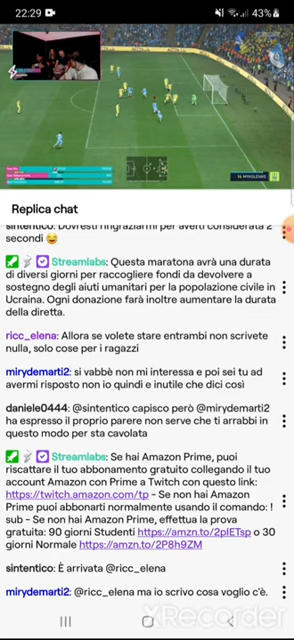 22:29
43%
14 MYKOLENKO
Replica chat
sintentico: Dovresti ringraziarmi per averti considerata 2
secondi 😂
Streamlabs: Questa maratona avrà una durata
di diversi giorni per raccogliere fondi da devolvere a
sostegno degli aiuti umanitari per la popolazione civile in
Ucraina. Ogni donazione farà inoltre aumentare la durata
della diretta.
ricc_elena: Allora se volete stare entrambi non scrivete
nulla, solo cose per i ragazzi
mirydemarti2: si vabbè non mi interessa e poi sei tu ad
avermi risposto non io quindi e inutile che dici così
daniele0444: @sintentico capisco però @mirydemarti2
ha espresso il proprio parere non serve che ti arrabbi in
questo modo per sta cavolata
Streamlabs: Se hai Amazon Prime, puoi
riscattare il tuo abbonamento gratuito collegando il tuo
account Amazon con Prime a Twitch con questo link:
https://twitch.amazon.com/tp - Se non hai Amazon
Prime puoi abbonarti normalmente usando il comando: !
sub - Se non hai Amazon Prime, effettua la prova
gratuita: 90 giorni Studenti https://amzn.to/2pIETsp o 30
giorni Normale https://amzn.to/2P8h9ZM
sintentico: È arrivata @ricc_elena
mirydemarti2: @ricc_elena ma io scrivo cosa voglio c'è.
XRecorder